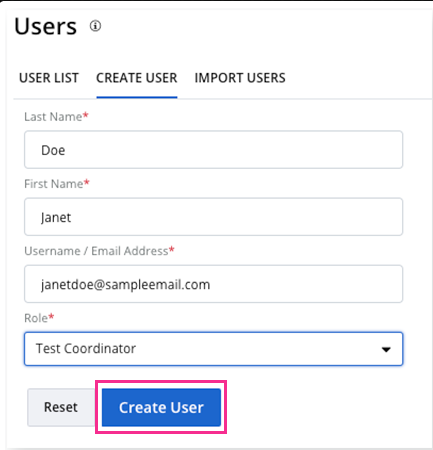 Users
USER LIST CREATE USER IMPORT USERS
Last Name*
Doe
First Name*
Janet
Username / Email Address*
janetdoe@sampleemail.com
Role*
Test Coordinator
Reset Create User